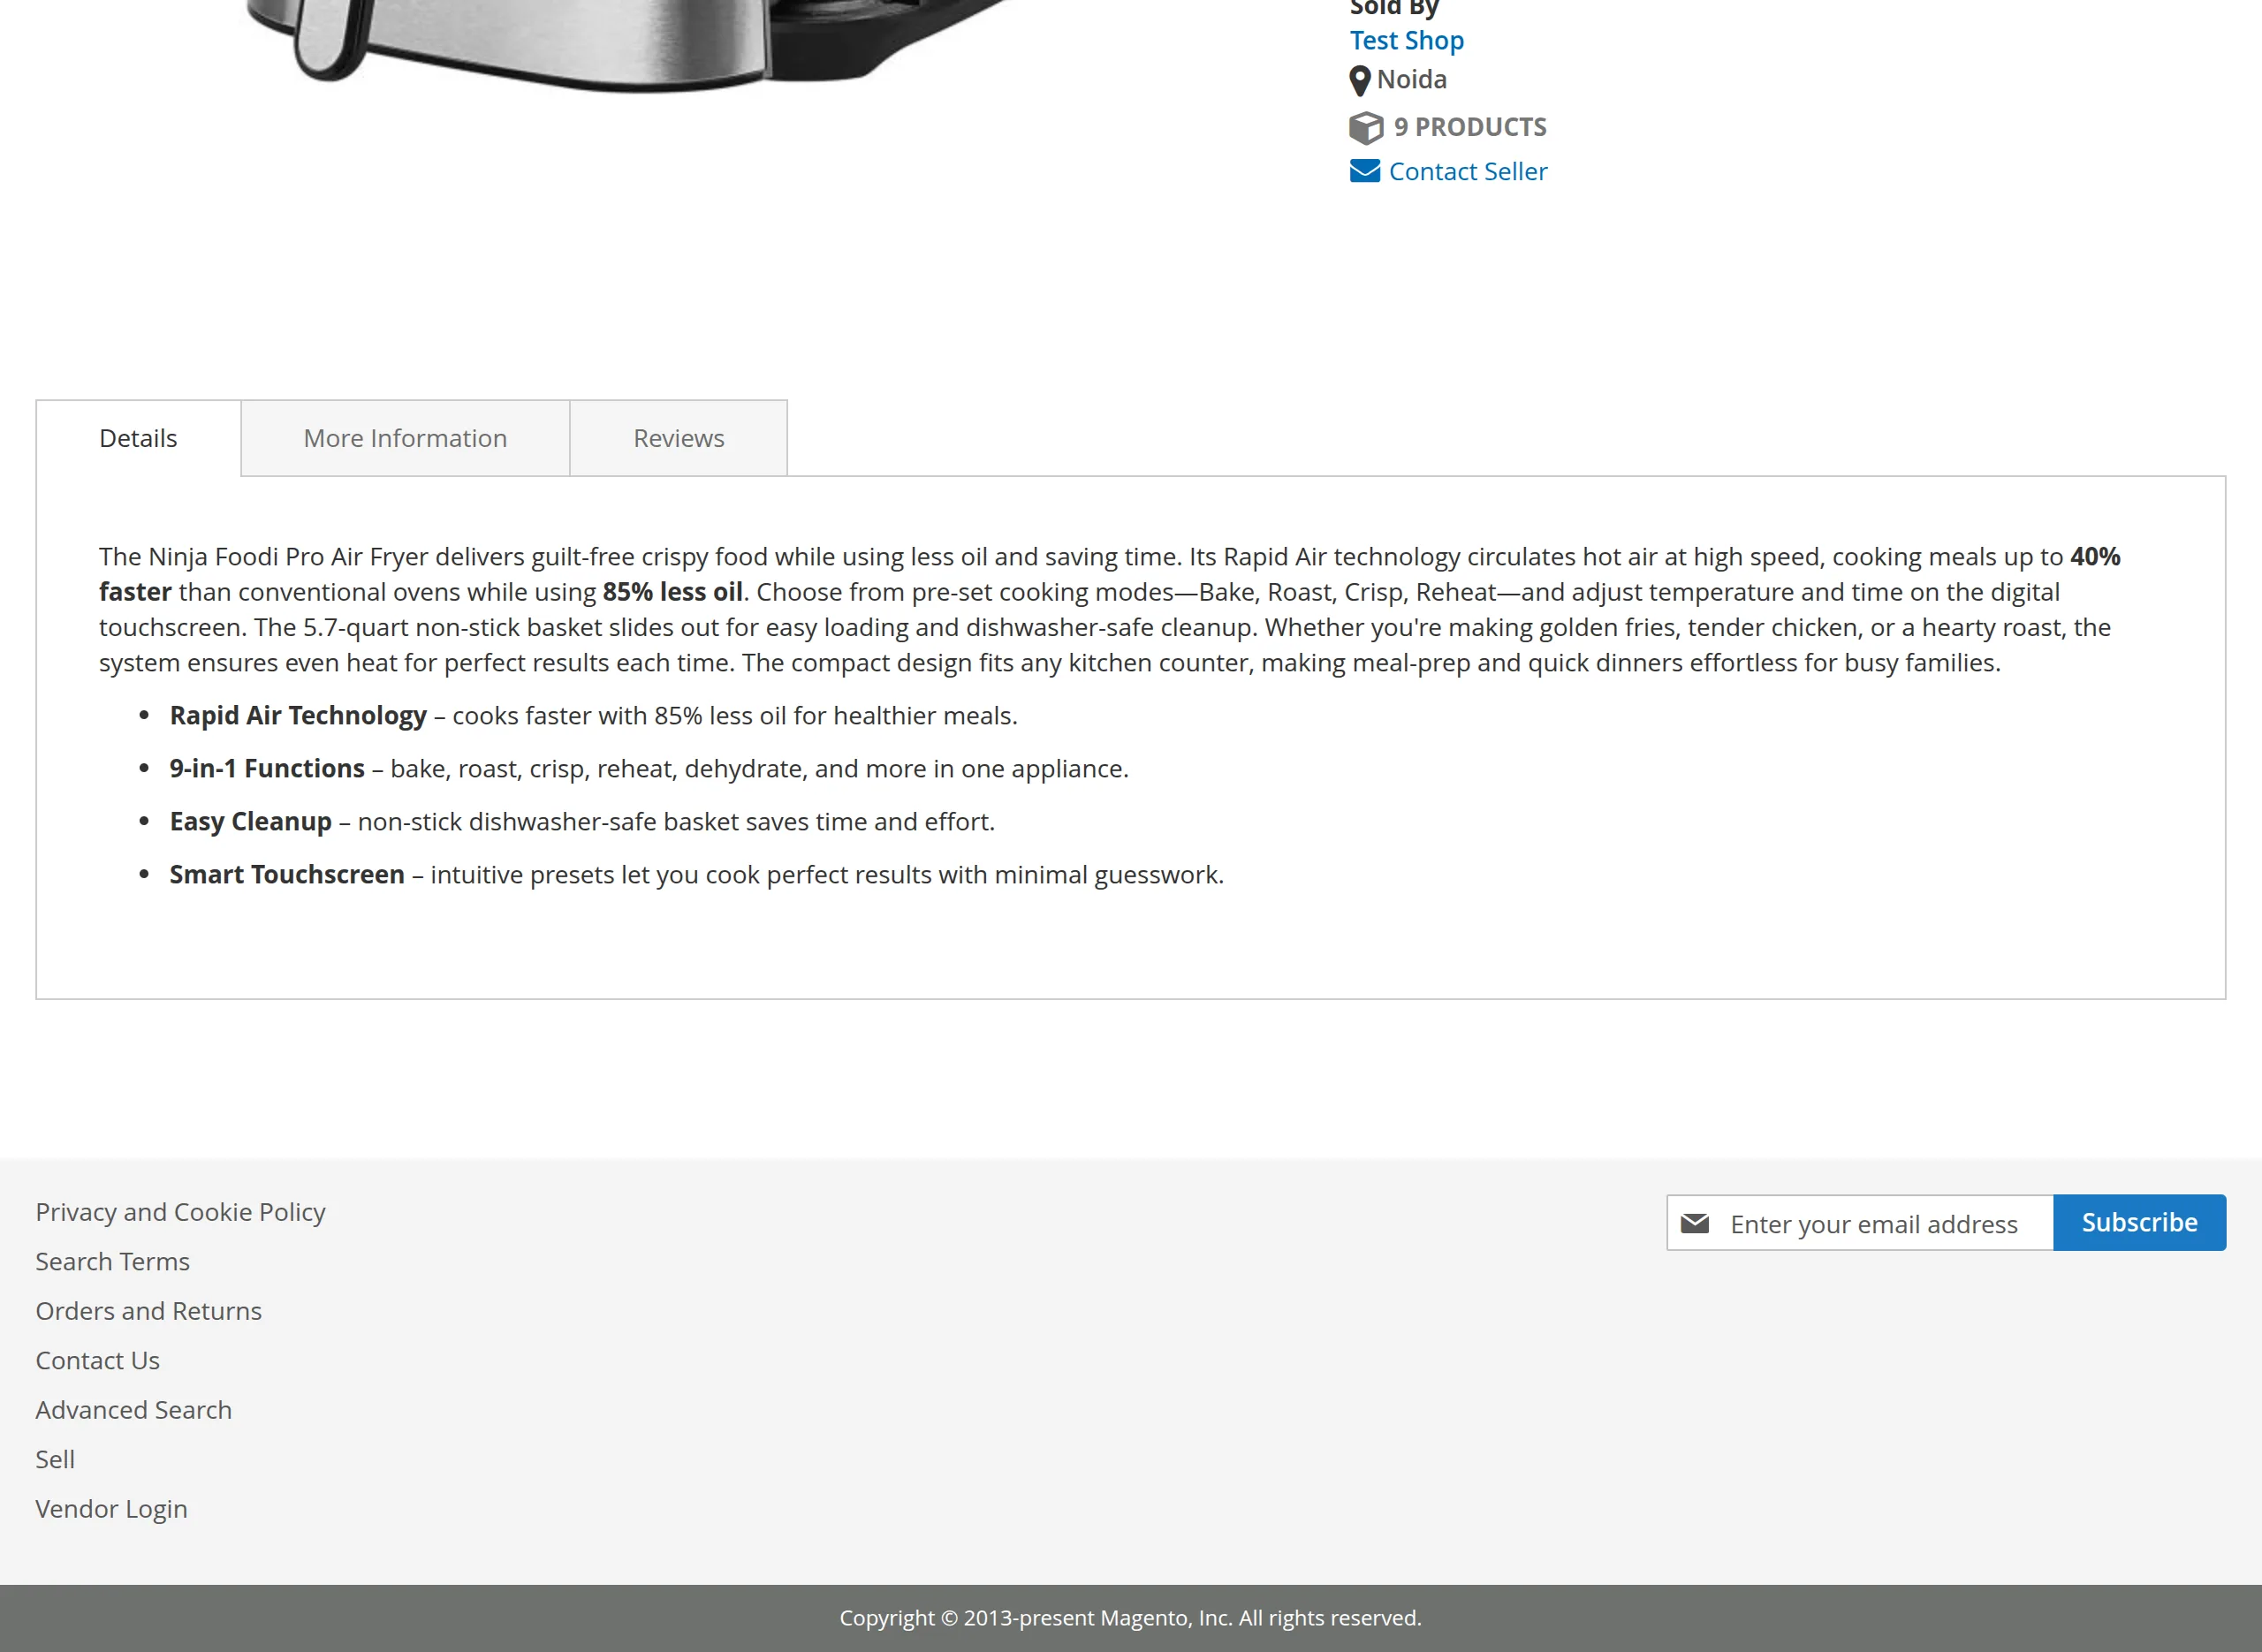 Sold By
Test Shop
Noida
9 PRODUCTS
Contact Seller
Details
More Information
Reviews
The Ninja Foodi Pro Air Fryer delivers guilt-free crispy food while using less oil and saving time. Its Rapid Air technology circulates hot air at high speed, cooking meals up to 40%
faster than conventional ovens while using 85% less oil. Choose from pre-set cooking modes—Bake, Roast, Crisp, Reheat—and adjust temperature and time on the digital
touchscreen. The 5.7-quart non-stick basket slides out for easy loading and dishwasher-safe cleanup. Whether you're making golden fries, tender chicken, or a hearty roast, the
system ensures even heat for perfect results each time. The compact design fits any kitchen counter, making meal-prep and quick dinners effortless for busy families.
• Rapid Air Technology – cooks faster with 85% less oil for healthier meals.
• 9-in-1 Functions – bake, roast, crisp, reheat, dehydrate, and more in one appliance.
• Easy Cleanup – non-stick dishwasher-safe basket saves time and effort.
• Smart Touchscreen – intuitive presets let you cook perfect results with minimal guesswork.
Privacy and Cookie Policy
Search Terms
Orders and Returns
Contact Us
Advanced Search
Sell
Vendor Login
Enter your email address
Subscribe
Copyright © 2013-present Magento, Inc. All rights reserved.